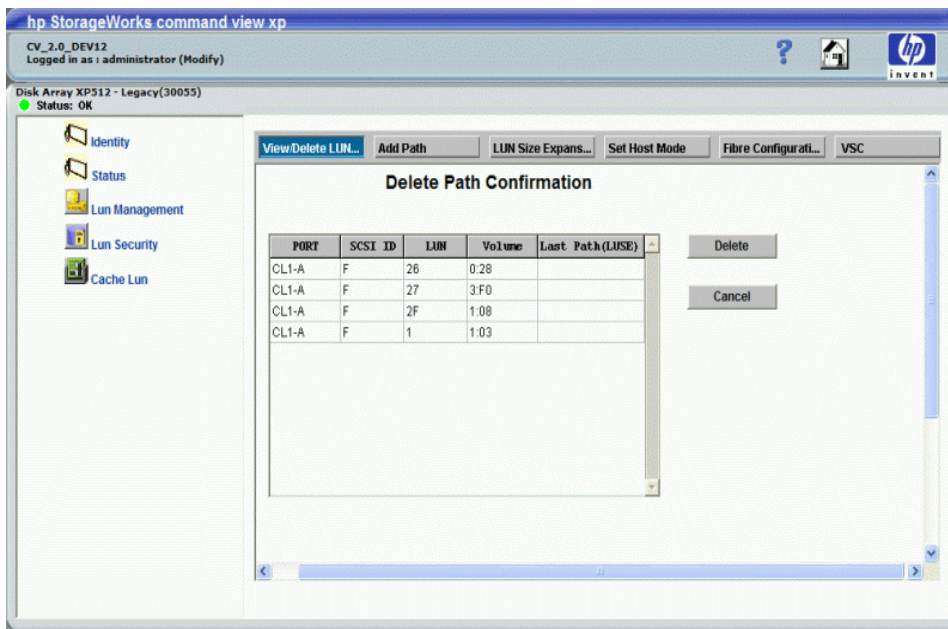 hp StorageWorks command view xp
CV_2.0_DEV12
Logged in as : administrator (Modify)
?
hp
invent
Disk Array XP512 - Legacy(30055)
Status: OK
Identity
Status
Lun Management
Lun Security
Cache Lun
View/Delete LUN... Add Path LUN Size Expans... Set Host Mode Fibre Configurati... VSC
Delete Path Confirmation
PORT SCSI ID LUN Volume Last Path(LUSE)
CL1-A F 26 0:28
CL1-A F 27 3:F0
CL1-A F 2F 1:08
CL1-A F 1 1:03
Delete
Cancel